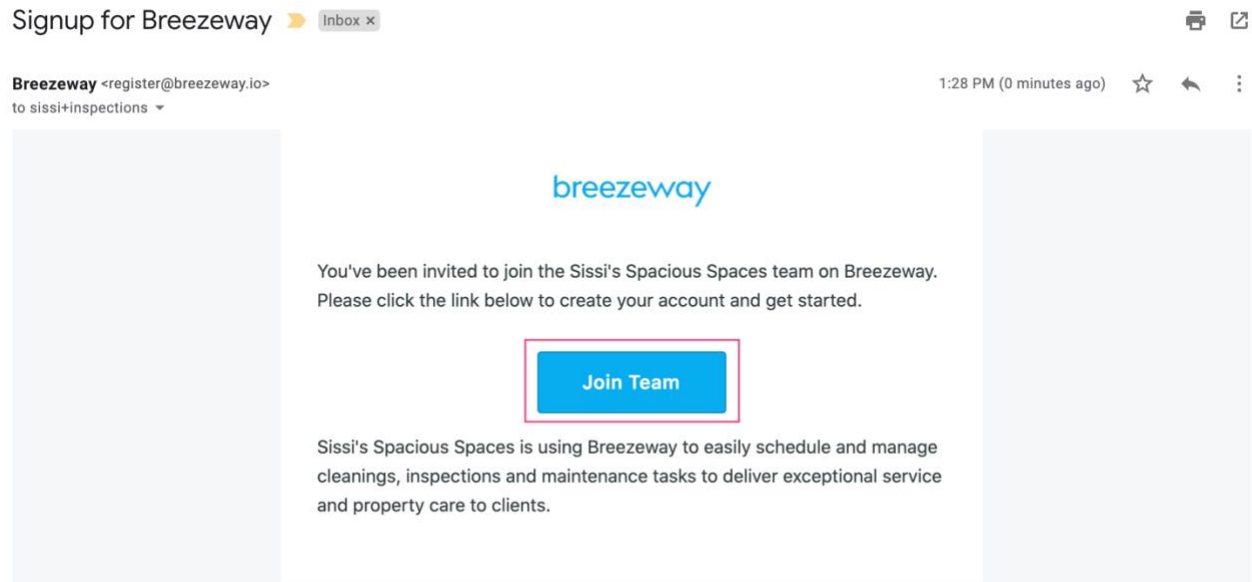 Signup for Breezeway Inbox x
Breezeway <register@breezeway.io> 1:28 PM (0 minutes ago)
to sissi+inspections
breezeway
You've been invited to join the Sissi's Spacious Spaces team on Breezeway.
Please click the link below to create your account and get started.
Join Team
Sissi's Spacious Spaces is using Breezeway to easily schedule and manage
cleanings, inspections and maintenance tasks to deliver exceptional service
and property care to clients.